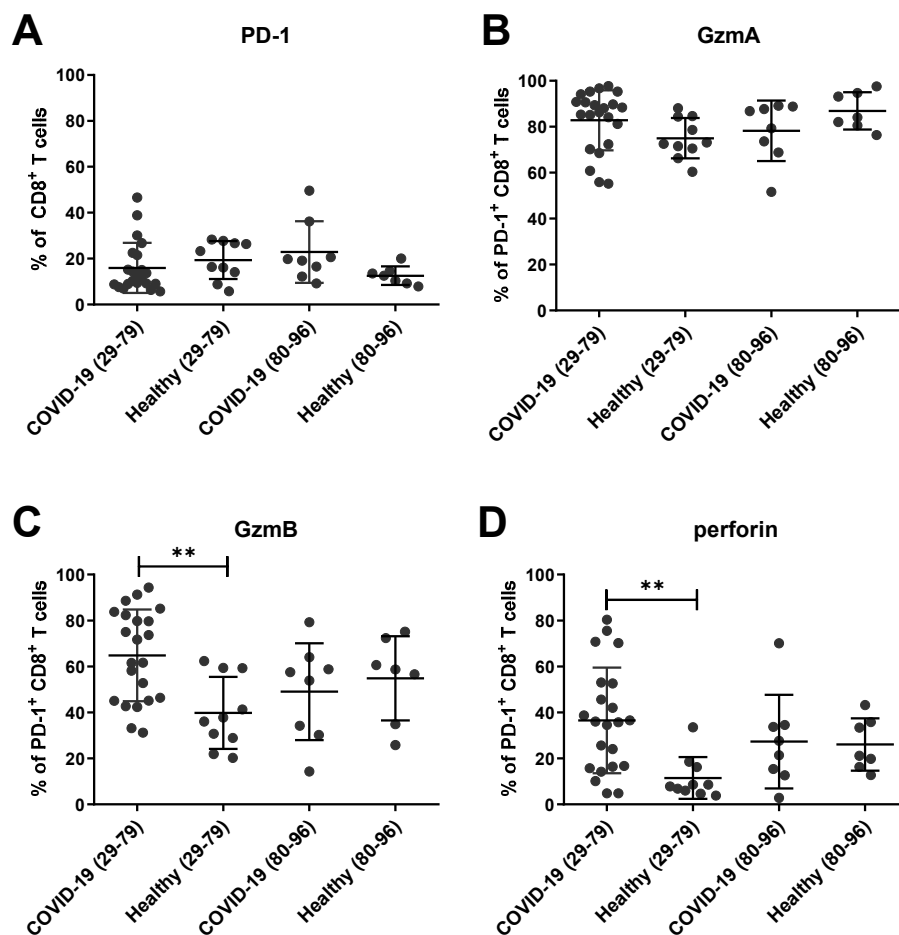 A
PD-1
% of CD8+ T cells
100
80
60
40
20
0
COVID-19 (29-79)
Healthy (29-79)
COVID-19 (80-96)
Healthy (80-96)
B
GzmA
% of PD-1+ CD8+ T cells
100
80
60
40
20
0
COVID-19 (29-79)
Healthy (29-79)
COVID-19 (80-96)
Healthy (80-96)
C
GzmB
**
% of PD-1+ CD8+ T cells
100
80
60
40
20
0
COVID-19 (29-79)
Healthy (29-79)
COVID-19 (80-96)
Healthy (80-96)
D
perforin
**
% of PD-1+ CD8+ T cells
100
80
60
40
20
0
COVID-19 (29-79)
Healthy (29-79)
COVID-19 (80-96)
Healthy (80-96)